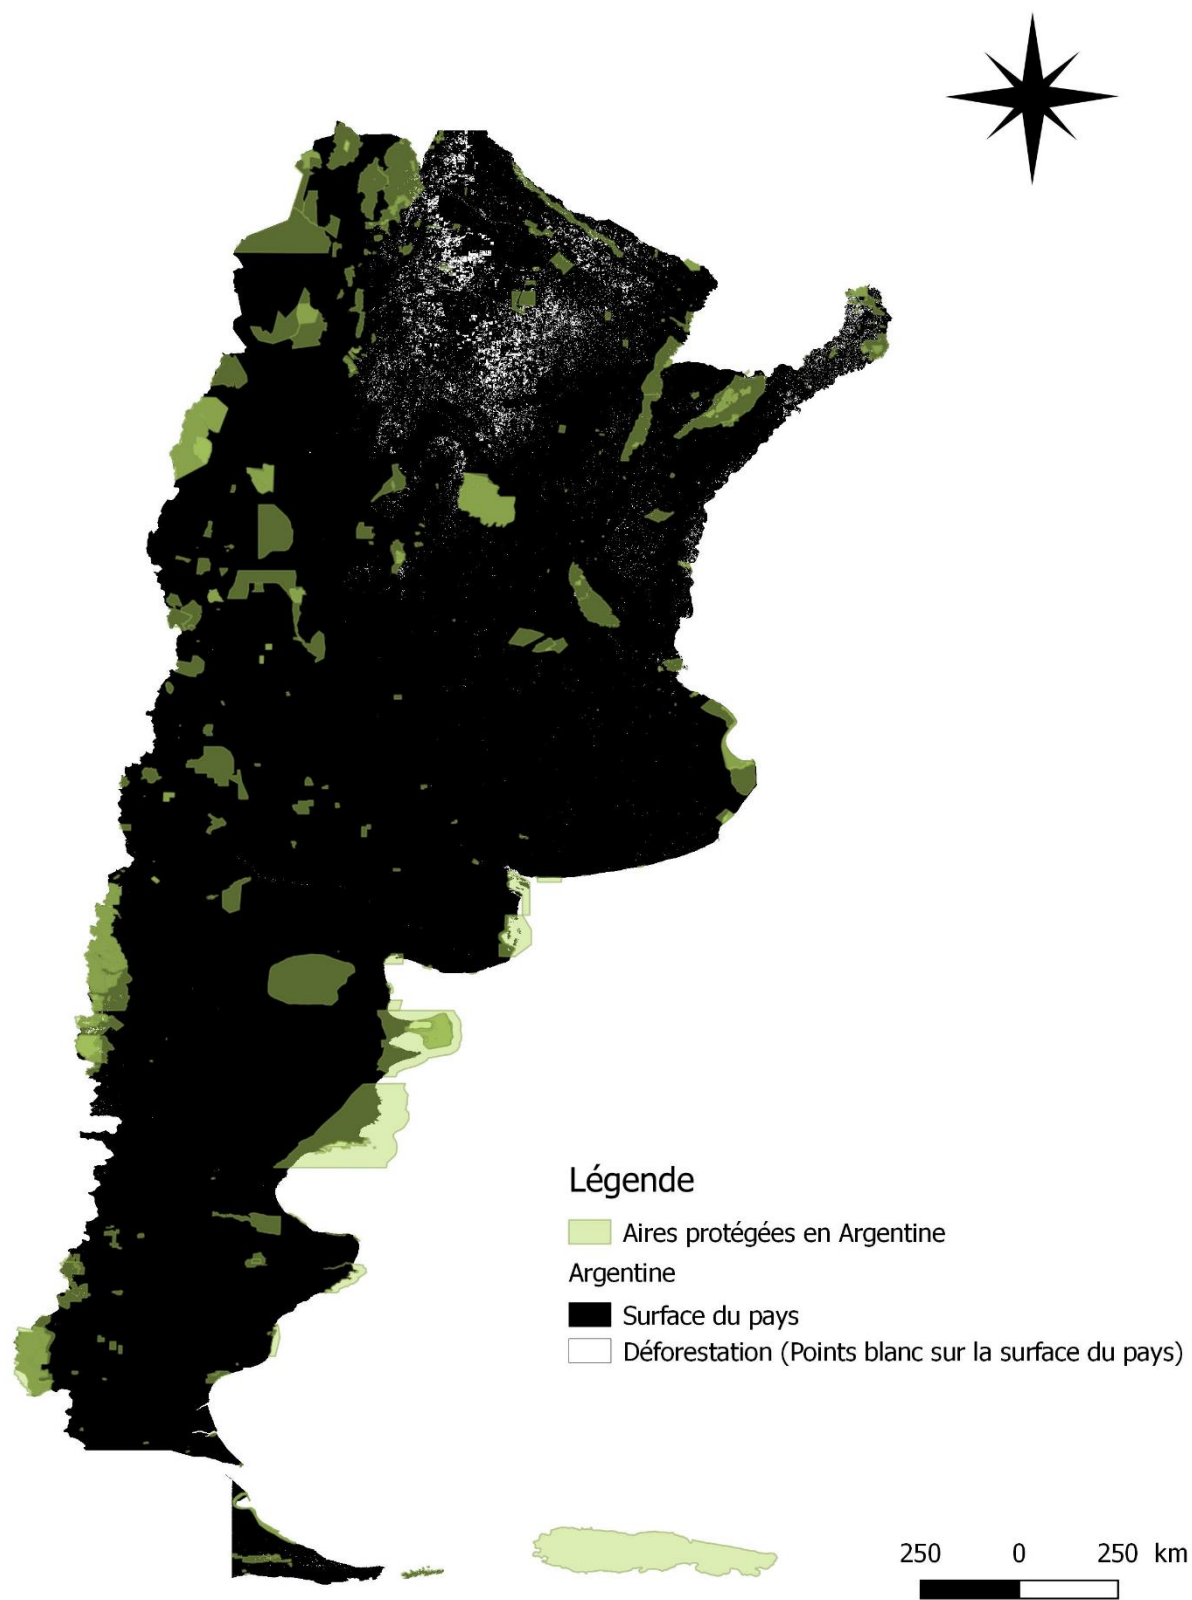 Légende
Aires protégées en Argentine
Argentine
Surface du pays
Déforestation (Points blanc sur la surface du pays)
250 0 250 km